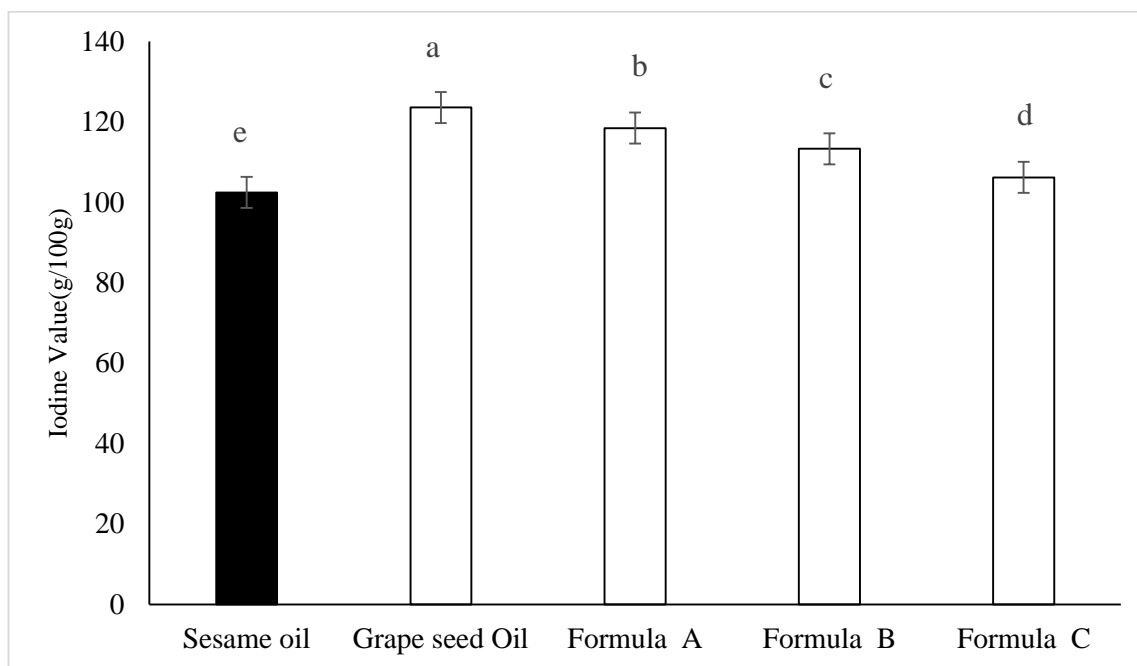 Iodine Value(g/100g)
140
120
100
80
60
40
20
0
e
a
b
c
d
Sesame oil
Grape seed Oil
Formula A
Formula B
Formula C